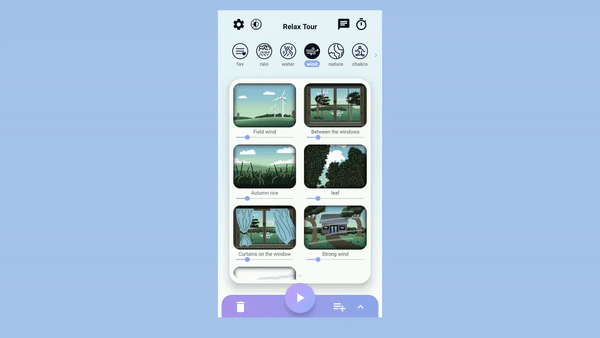 Relax Tour
fav rain water wind nature chakra
Field wind Between the windows
Autumn rice leaf
Curtains on the window Strong wind